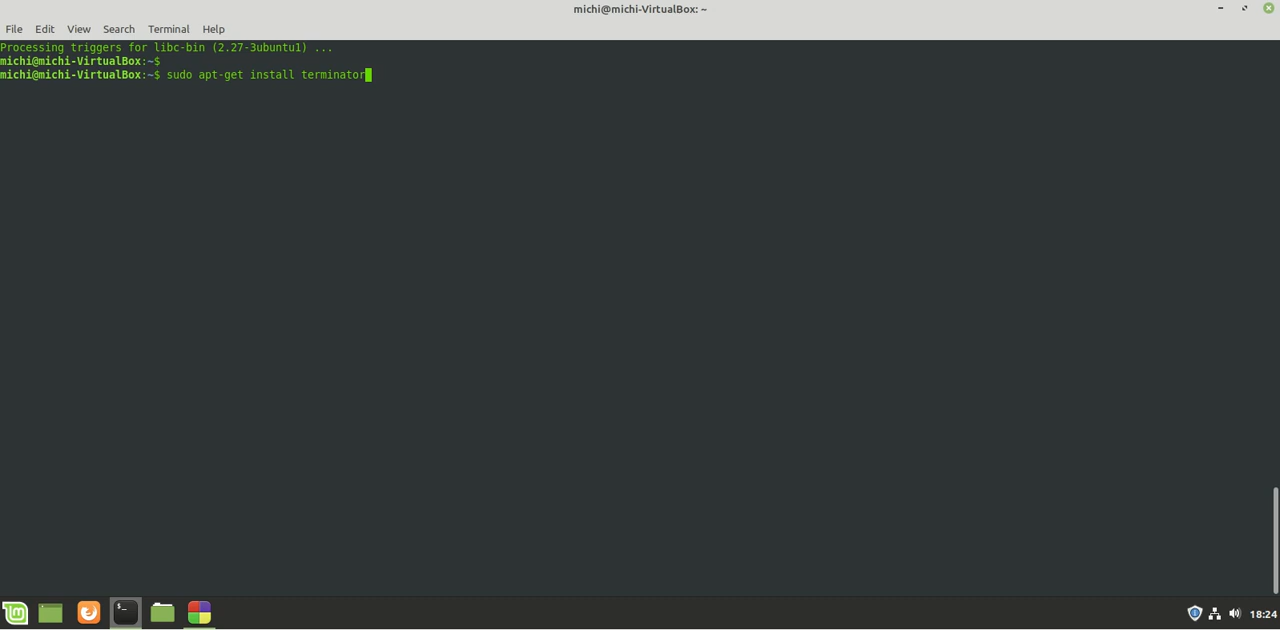 michi@michi-VirtualBox: ~
File Edit View Search Terminal Help
Processing triggers for libc-bin (2.27-3ubuntu1) ...
michi@michi-VirtualBox:~$
michi@michi-VirtualBox:~$ sudo apt-get install terminator
$_
18:24